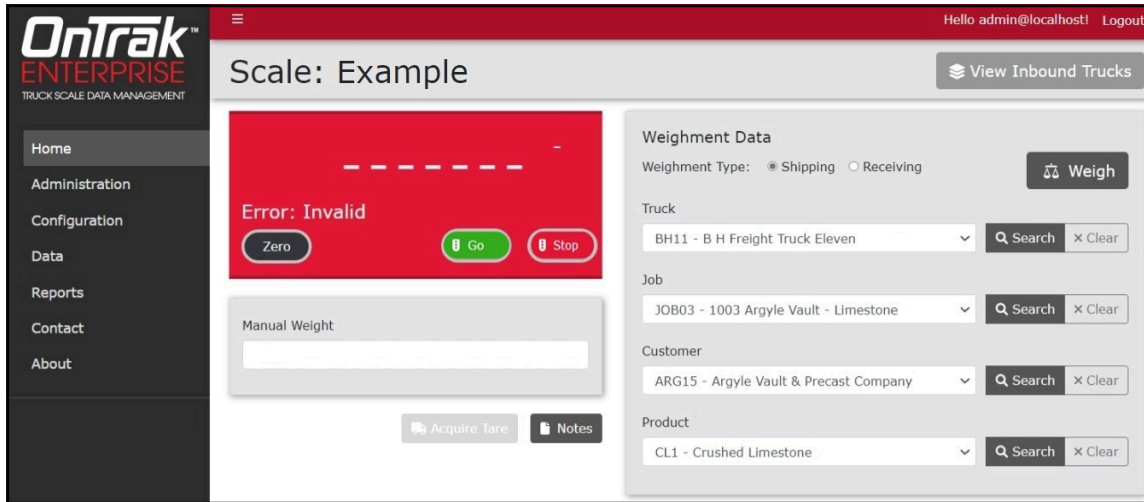 OnTrak™
ENTERPRISE
TRUCK SCALE DATA MANAGEMENT
Home
Administration
Configuration
Data
Reports
Contact
About
Hello admin@localhost! Logout
Scale: Example
View Inbound Trucks
- - - - - - -
-
Error: Invalid
Zero
Go
Stop
Manual Weight
Acquire Tare
Notes
Weighment Data
Weighment Type: Shipping Receiving
Weigh
Truck
BH11 - B H Freight Truck Eleven Search × Clear
Job
JOB03 - 1003 Argyle Vault - Limestone Search × Clear
Customer
ARG15 - Argyle Vault & Precast Company Search × Clear
Product
CL1 - Crushed Limestone Search × Clear